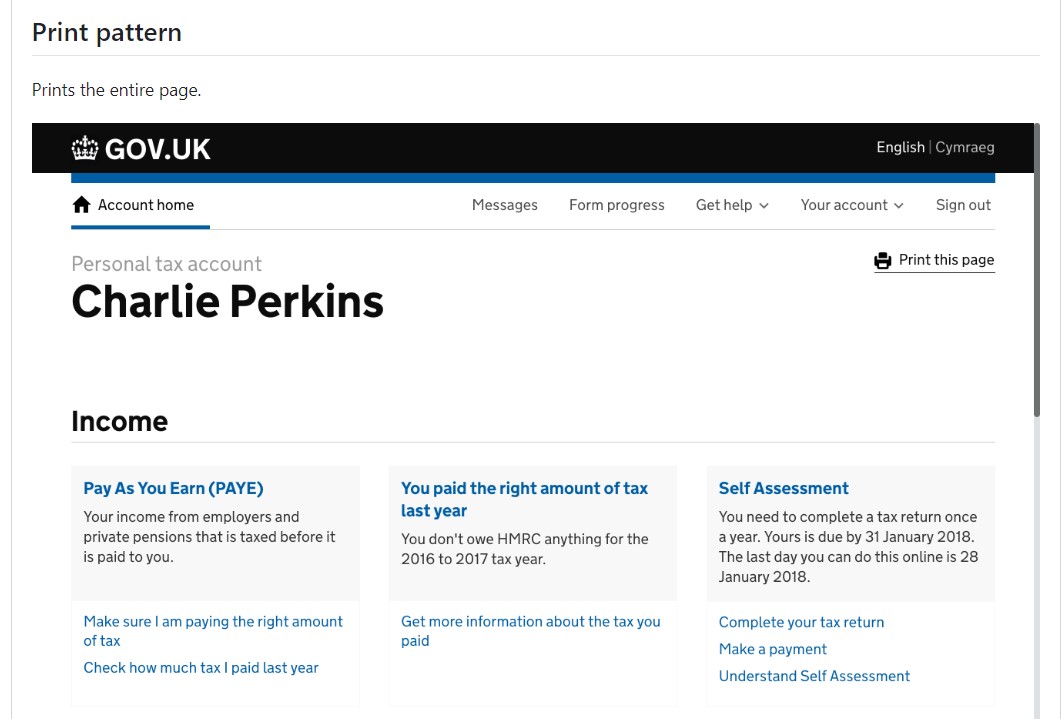 Print pattern
Prints the entire page.
GOV.UK
English | Cymraeg
Account home
Messages
Form progress
Get help
Your account
Sign out
Personal tax account
Print this page
Charlie Perkins
Income
Pay As You Earn (PAYE)
Your income from employers and
private pensions that is taxed before it
is paid to you.
Make sure I am paying the right amount
of tax
Check how much tax I paid last year
You paid the right amount of tax
last year
You don't owe HMRC anything for the
2016 to 2017 tax year.
Get more information about the tax you
paid
Self Assessment
You need to complete a tax return once
a year. Yours is due by 31 January 2018.
The last day you can do this online is 28
January 2018.
Complete your tax return
Make a payment
Understand Self Assessment